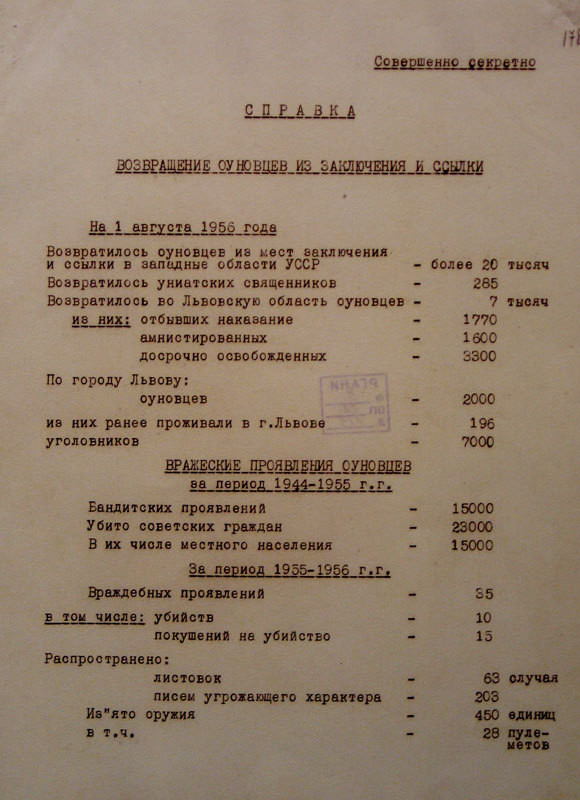 178
Совершенно секретно
СПРАВКА
ВОЗВРАЩЕНИЕ ОУНОВЦЕВ ИЗ ЗАКЛЮЧЕНИЯ И ССЫЛКИ
На 1 августа 1956 года
Возвратилось оуновцев из мест заключения
и ссылки в западные области УССР - более 20 тысяч
Возвратилось униатских священников - 285
Возвратилось во Львовскую область оуновцев - 7 тысяч
из них: отбывших наказание - 1770
амнистированных - 1600
досрочно освобожденных - 3300
По городу Львову:
оуновцев - 2000
из них ранее проживали в г.Львове - 196
уголовников - 7000
ВРАЖЕСКИЕ ПРОЯВЛЕНИЯ ОУНОВЦЕВ
за период 1944-1955 г.г.
Бандитских проявлений - 15000
Убито советских граждан - 23000
В их числе местного населения - 15000
За период 1955-1956 г.г.
Враждебных проявлений - 35
в том числе: убийств - 10
покушений на убийство - 15
Распространено:
листовок - 63 случая
писем угрожающего характера - 203
Из"ято оружия - 450 единиц
в т.ч. - 28 пуле-
метов
РГАНИ
ф
оп